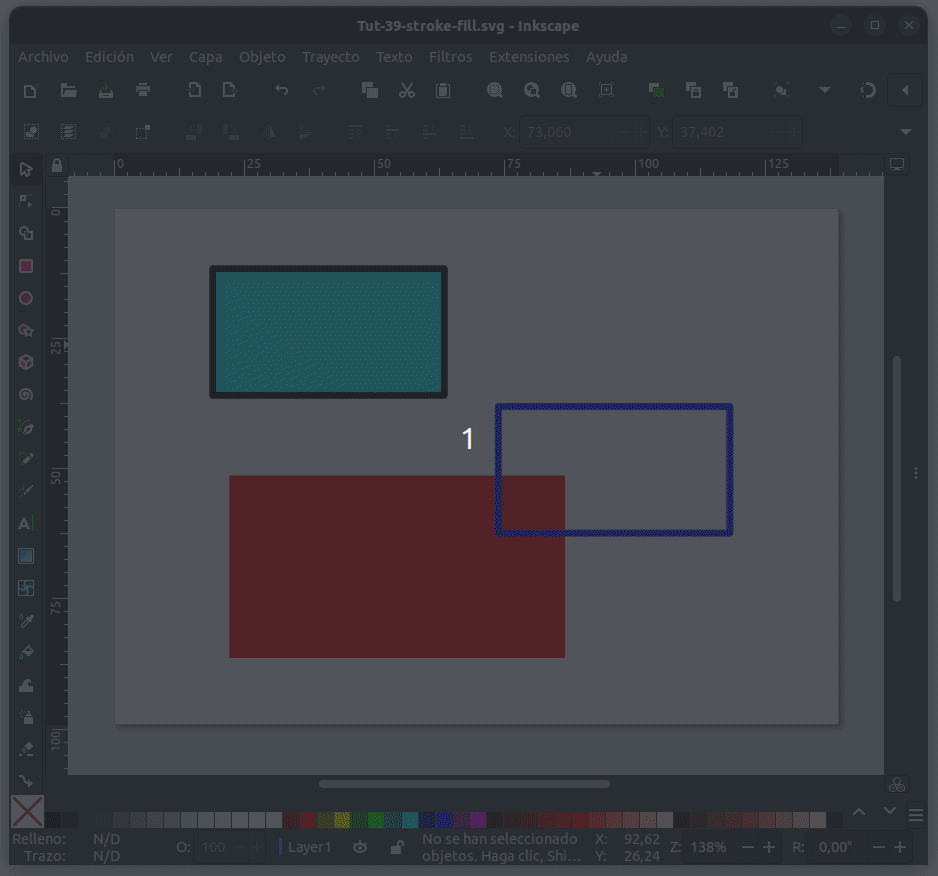 Tut-39-stroke-fill.svg - Inkscape
Archivo Edición Ver Capa Objeto Trayecto Texto Filtros Extensiones Ayuda
X: 73,060 Y: 37,402
0 25 50 75 100 125
0
25
50
75
100
1
Relleno: N/D
Trazo: N/D
O: 100
Layer1
No se han seleccionado
objetos. Haga clic, Shi...
X: 92,62
Y: 26,24
Z: 138%
R: 0,00°